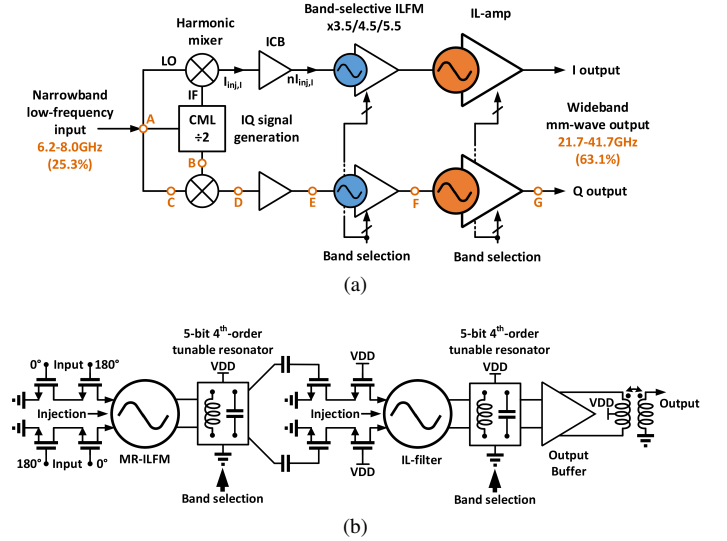 Band-selective ILFM
x3.5/4.5/5.5
IL-amp
Harmonic
mixer
ICB
LO
I_inj,I
nI_inj,I
I output
IF
Narrowband
low-frequency
input
6.2-8.0GHz
(25.3%)
A
CML
÷2
IQ signal
generation
Wideband
mm-wave output
21.7-41.7GHz
(63.1%)
B
C
D
E
F
G
Q output
Band selection
Band selection
(a)
5-bit 4th-order
tunable resonator
5-bit 4th-order
tunable resonator
0° Input 180°
VDD
VDD
VDD
Injection
Injection
VDD
Output
180° Input 0°
MR-ILFM
VDD
IL-filter
Output
Buffer
Band selection
Band selection
(b)